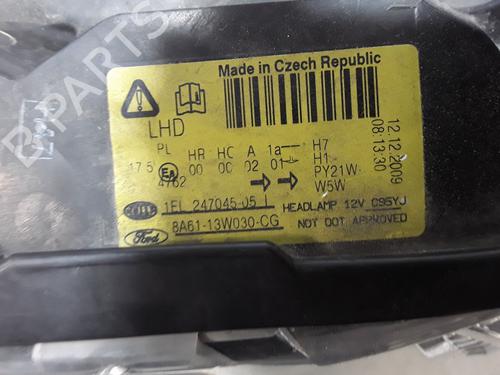 Made in Czech Republic
LHD
PL HR HC A 1a H7
17.5 00 00 02 01 H1
4762 PY21W
W5W
12.12.2009
08:13:30
1EL 247045-05
HEADLAMP 12V C95YJ
Ford 8A61-13W030-CG NOT DOT APPROVED
B-PARTS